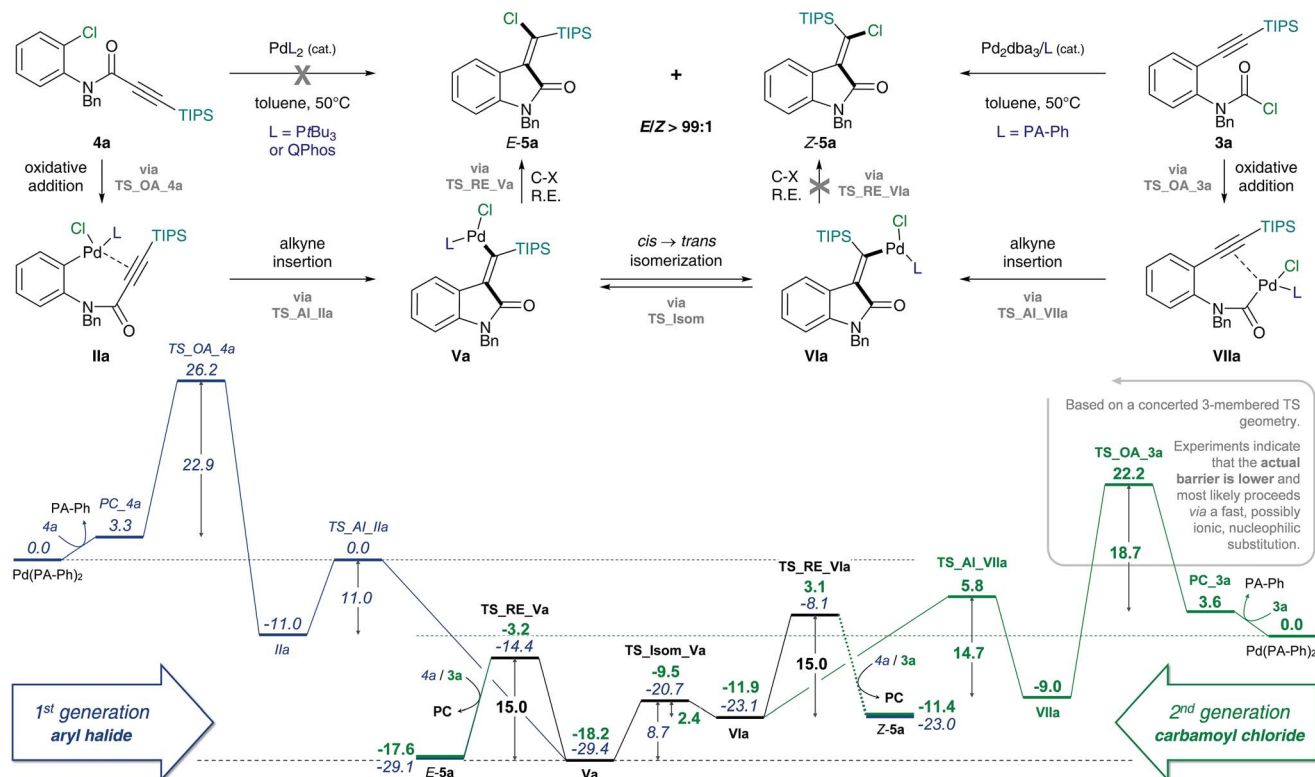 Cl
O
N
Bn
TIPS
4a
PdL2 (cat.)
X
toluene, 50°C
L = PtBu3
or QPhos
Cl
TIPS
O
N
Bn
E-5a
+
E/Z > 99:1
TIPS
Cl
O
N
Bn
Z-5a
Pd2dba3/L (cat.)
toluene, 50°C
L = PA-Ph
TIPS
N
Bn
O
Cl
3a
oxidative
addition
via
TS_OA_4a
via
TS_RE_Va
C-X
R.E.
C-X
R.E.
via
TS_RE_VIa
via
TS_OA_3a
oxidative
addition
Cl
L
Pd
TIPS
N
Bn
O
IIa
alkyne
insertion
via
TS_AI_IIa
Cl
L
Pd
TIPS
O
N
Bn
Va
cis → trans
isomerization
via
TS_Isom
TIPS
Cl
Pd
L
O
N
Bn
VIa
alkyne
insertion
via
TS_AI_VIIa
TIPS
Cl
Pd
L
N
Bn
O
VIIa
TS_OA_4a
26.2
22.9
PA-Ph
4a
PC_4a
3.3
0.0
Pd(PA-Ph)2
-11.0
IIa
TS_AI_IIa
0.0
11.0
TS_RE_Va
-3.2
-14.4
4a / 3a
PC
15.0
-17.6
-29.1
E-5a
-18.2
-29.4
Va
TS_Isom_Va
-9.5
-20.7
8.7
2.4
-11.9
-23.1
VIa
TS_RE_VIa
3.1
-8.1
15.0
4a / 3a
PC
-11.4
-23.0
Z-5a
TS_AI_VIIa
5.8
14.7
-9.0
VIIa
TS_OA_3a
22.2
18.7
PC_3a
3.6
PA-Ph
3a
0.0
Pd(PA-Ph)2
Based on a concerted 3-membered TS
geometry.
Experiments indicate
that the actual
barrier is lower and
most likely proceeds
via a fast, possibly
ionic, nucleophilic
substitution.
1st generation
aryl halide
2nd generation
carbamoyl chloride